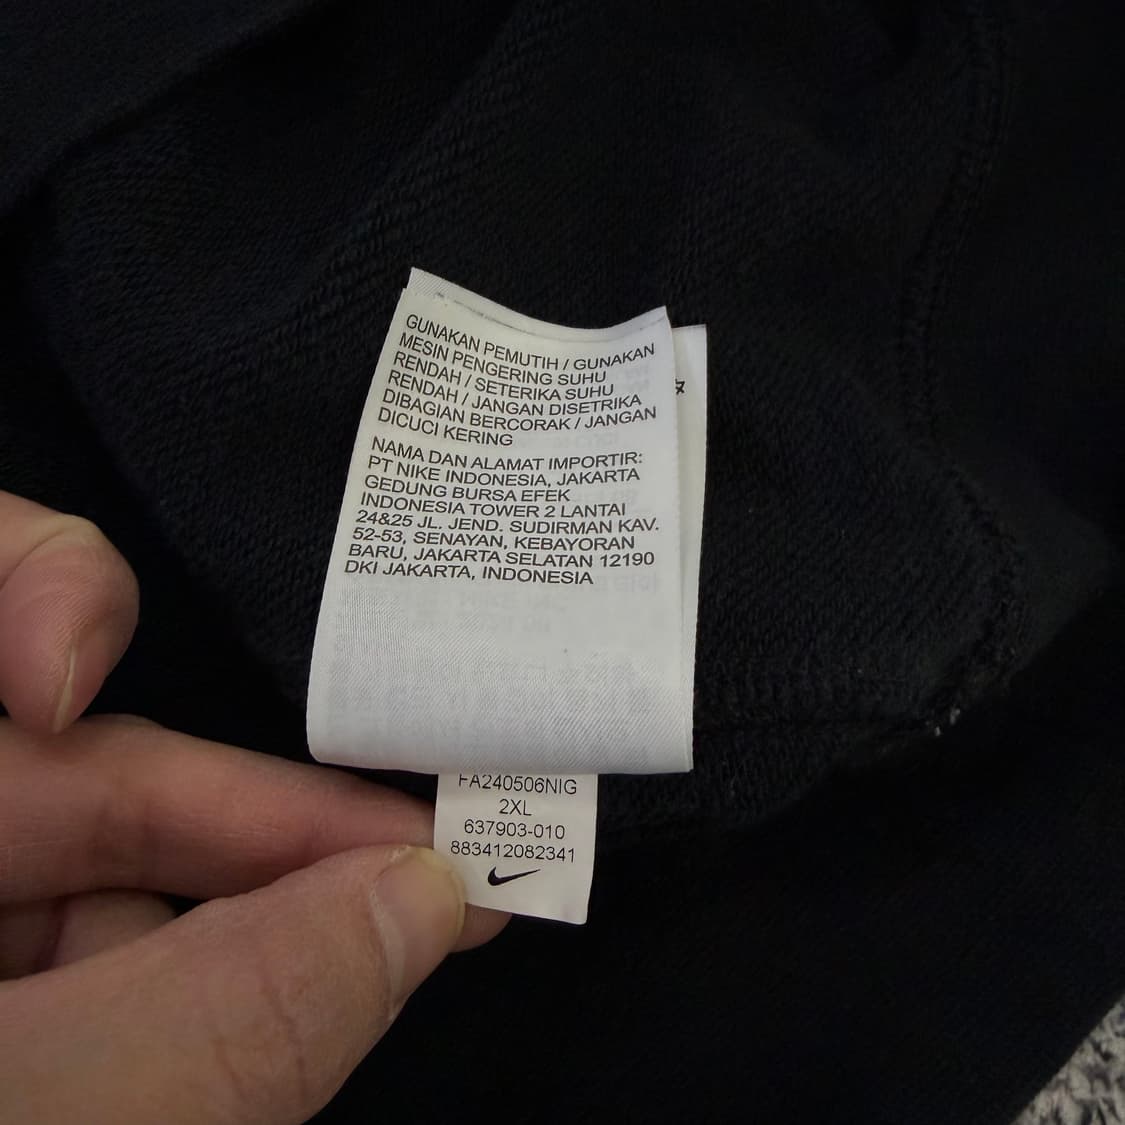 GUNAKAN PEMUTIH / GUNAKAN
MESIN PENGERING SUHU
RENDAH / SETERIKA SUHU
RENDAH / JANGAN DISETRIKA
DIBAGIAN BERCORAK / JANGAN
DICUCI KERING
NAMA DAN ALAMAT IMPORTIR:
PT NIKE INDONESIA, JAKARTA
GEDUNG BURSA EFEK
INDONESIA TOWER 2 LANTAI
24&25 JL. JEND. SUDIRMAN KAV.
52-53, SENAYAN, KEBAYORAN
BARU, JAKARTA SELATAN 12190
DKI JAKARTA, INDONESIA
FA240506NIG
2XL
637903-010
883412082341